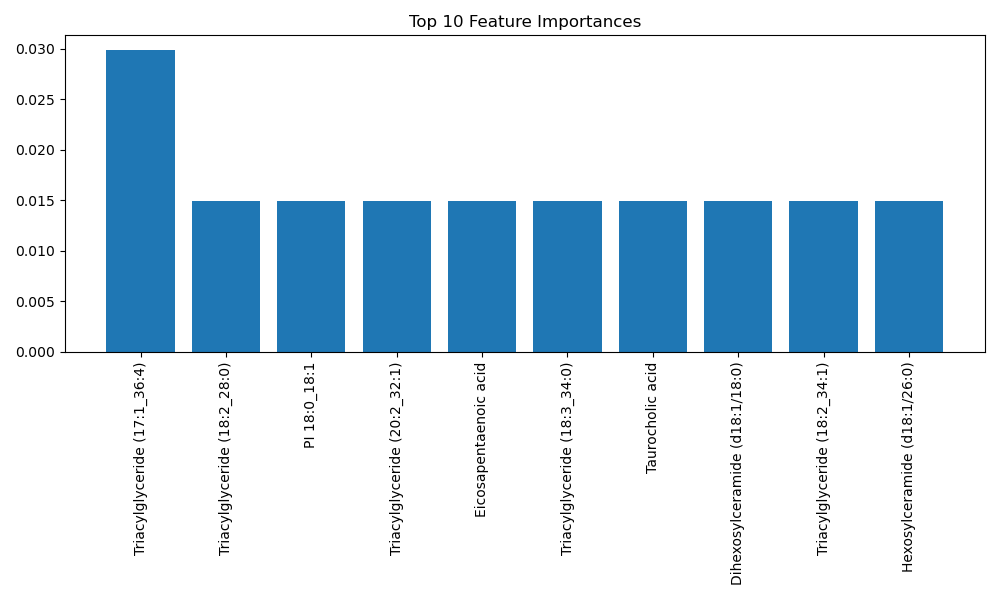 Top 10 Feature Importances
0.030
0.025
0.020
0.015
0.010
0.005
0.000
Triacylglyceride (17:1_36:4)
Triacylglyceride (18:2_28:0)
PI 18:0_18:1
Triacylglyceride (20:2_32:1)
Eicosapentaenoic acid
Triacylglyceride (18:3_34:0)
Taurocholic acid
Dihexosylceramide (d18:1/18:0)
Triacylglyceride (18:2_34:1)
Hexosylceramide (d18:1/26:0)